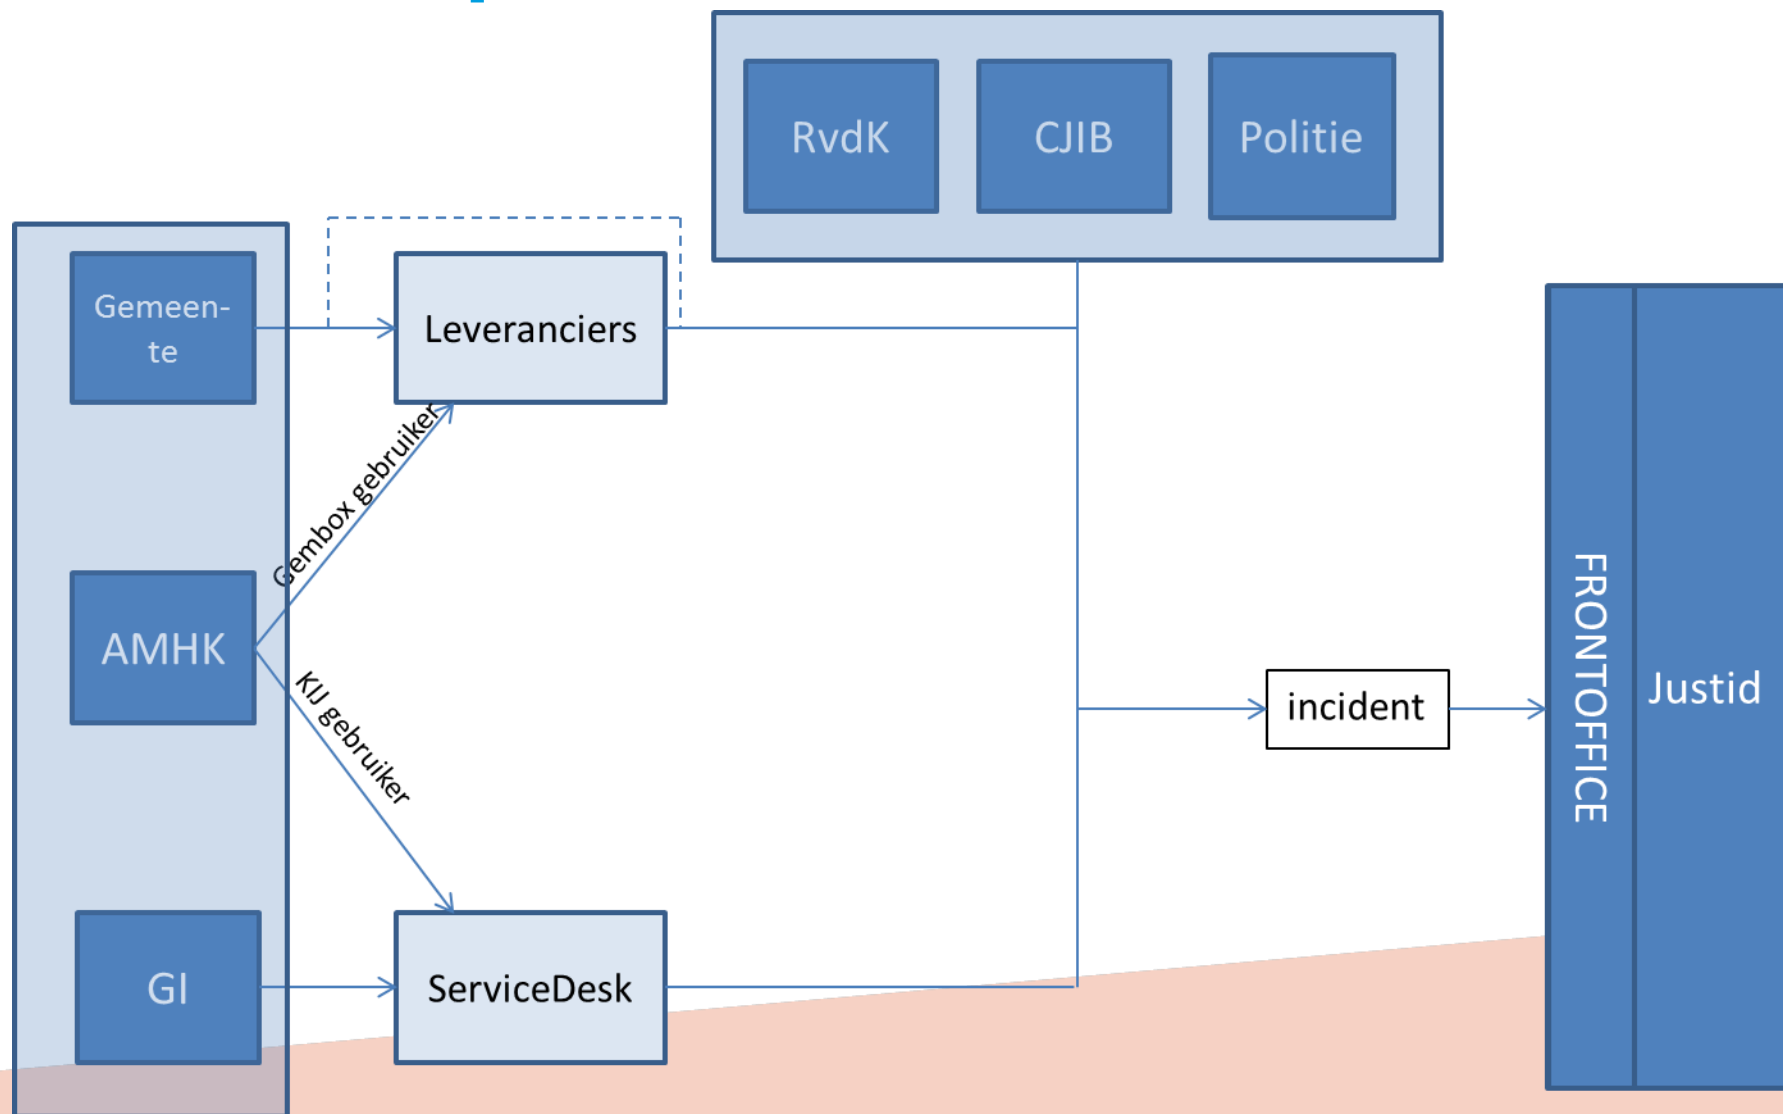 RvdK
CJIB
Politie
Gemeen-
te
Leveranciers
Gembox gebruiker
AMHK
KIJ gebruiker
incident
FRONTOFFICE
Justid
GI
ServiceDesk